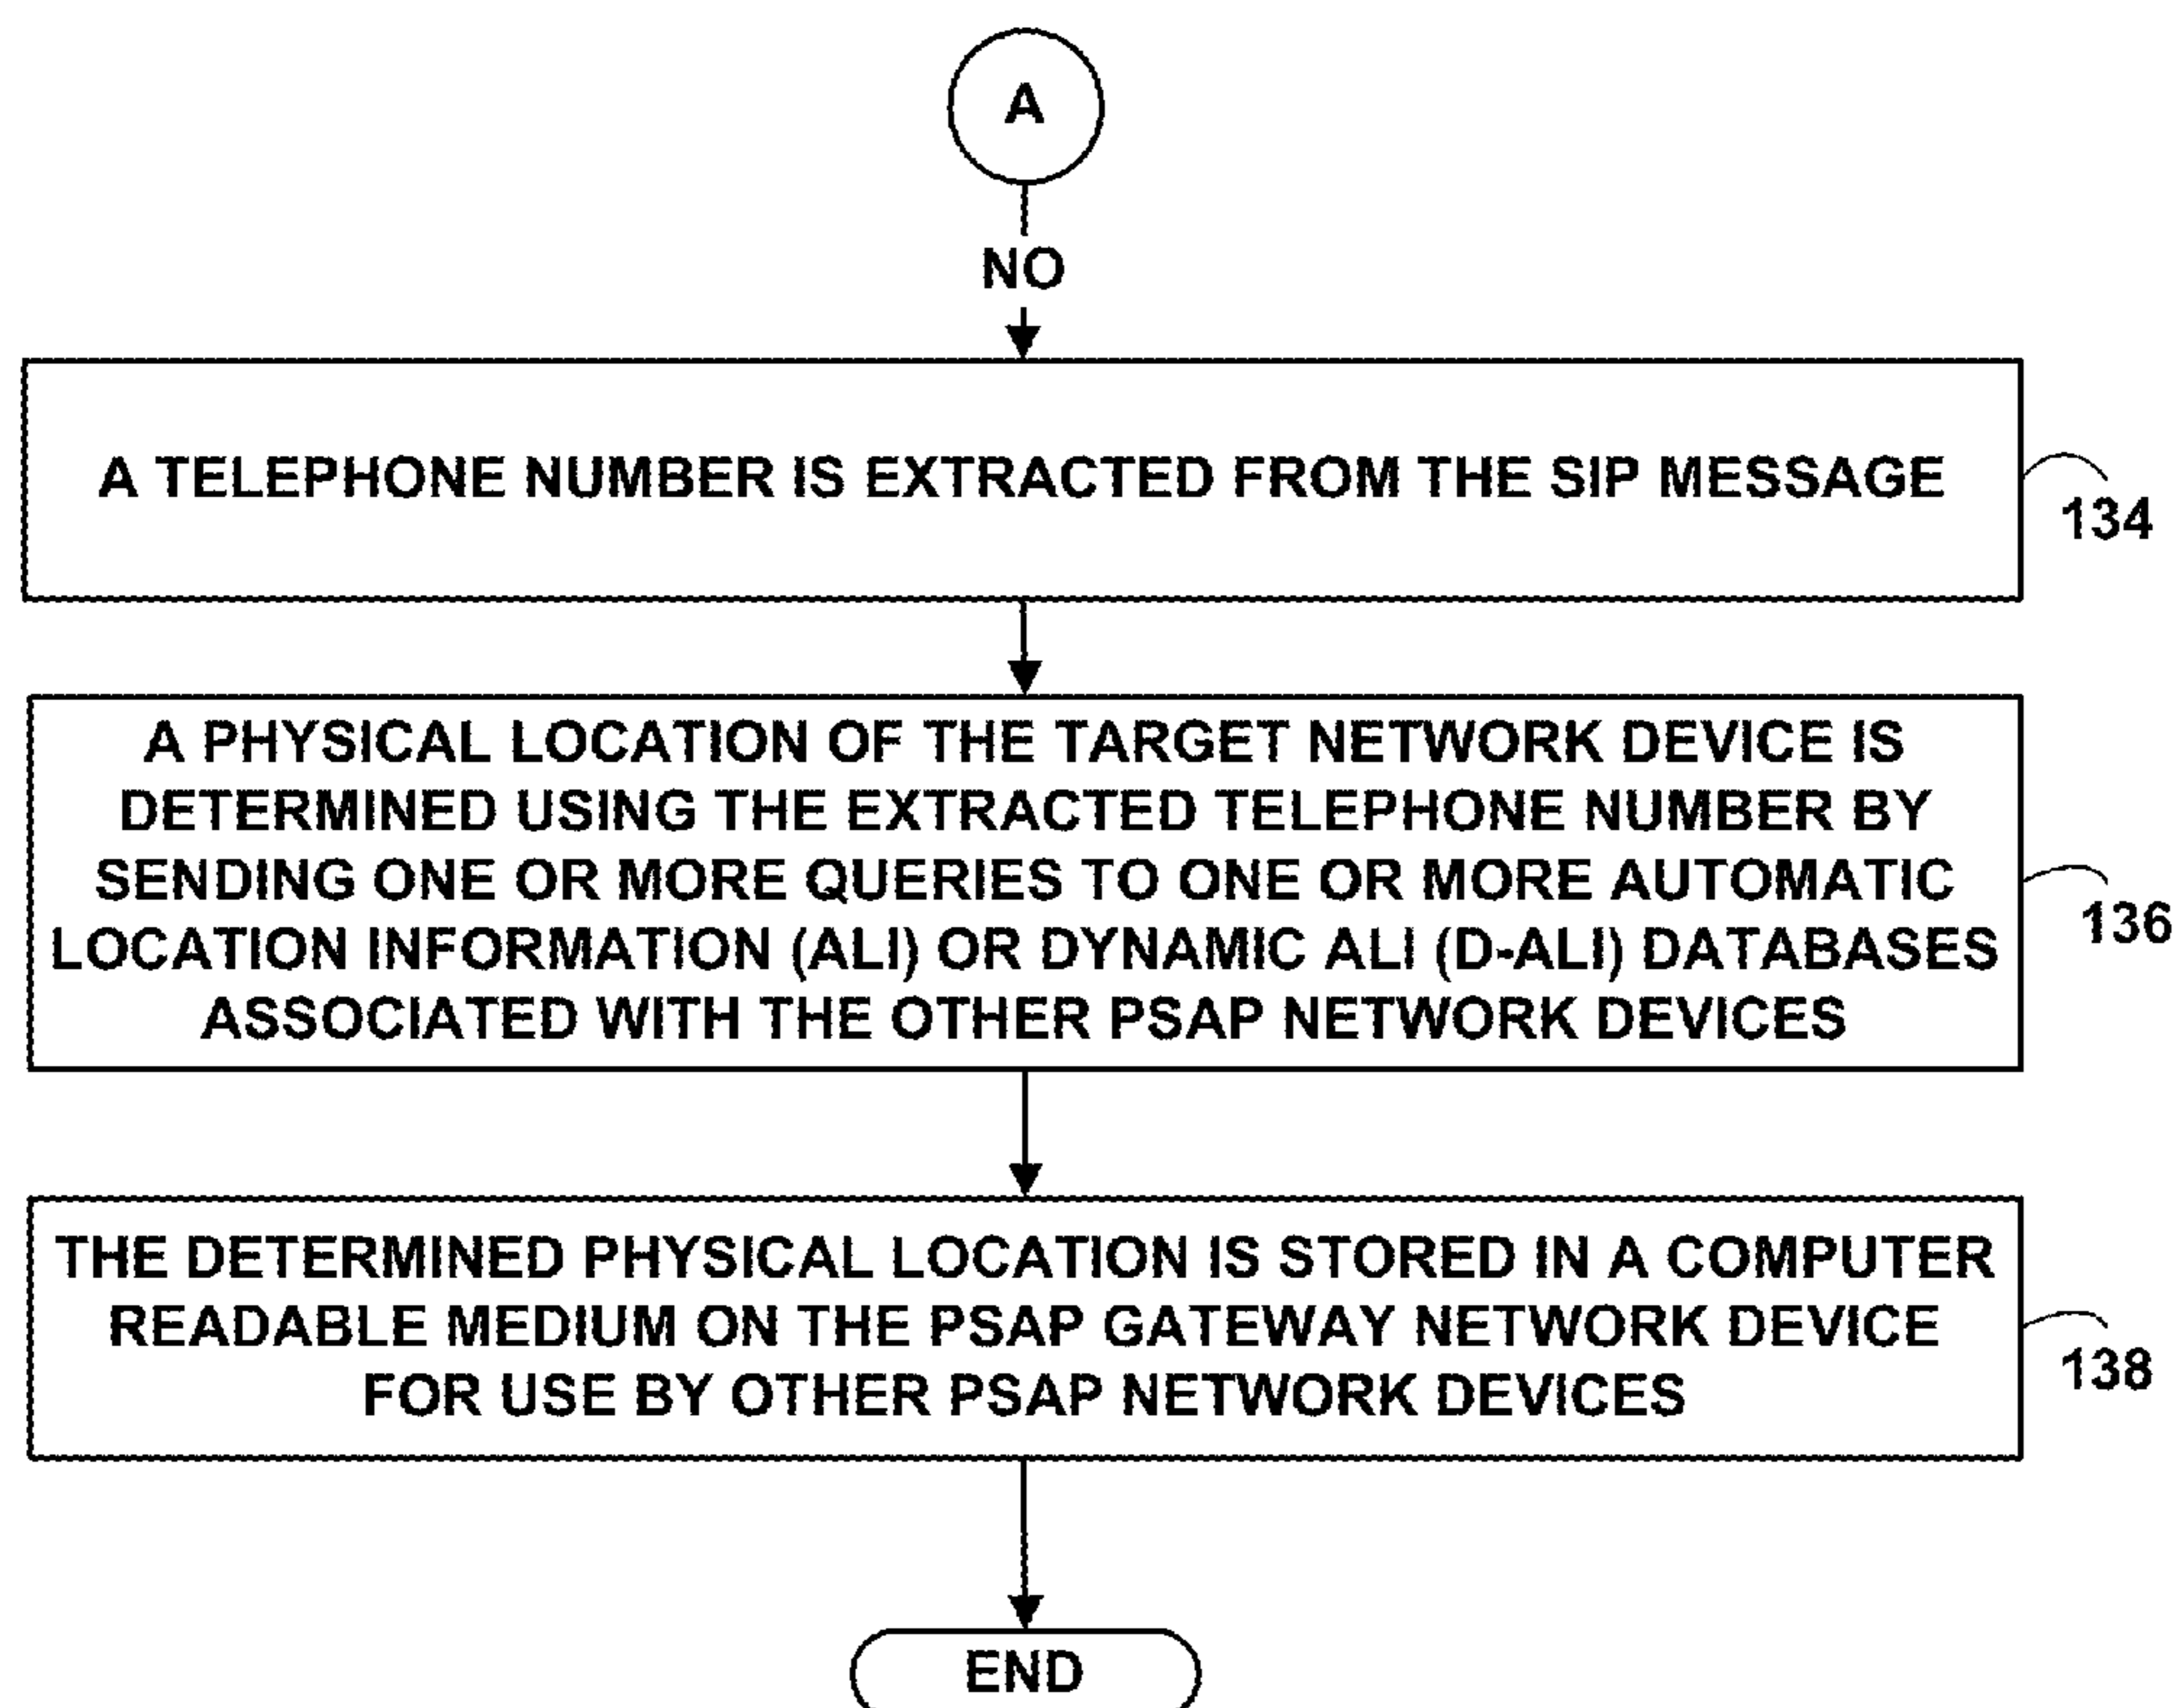 A
NO
A TELEPHONE NUMBER IS EXTRACTED FROM THE SIP MESSAGE
134
A PHYSICAL LOCATION OF THE TARGET NETWORK DEVICE IS
DETERMINED USING THE EXTRACTED TELEPHONE NUMBER BY
SENDING ONE OR MORE QUERIES TO ONE OR MORE AUTOMATIC
LOCATION INFORMATION (ALI) OR DYNAMIC ALI (D-ALI) DATABASES
ASSOCIATED WITH THE OTHER PSAP NETWORK DEVICES
136
THE DETERMINED PHYSICAL LOCATION IS STORED IN A COMPUTER
READABLE MEDIUM ON THE PSAP GATEWAY NETWORK DEVICE
FOR USE BY OTHER PSAP NETWORK DEVICES
138
END